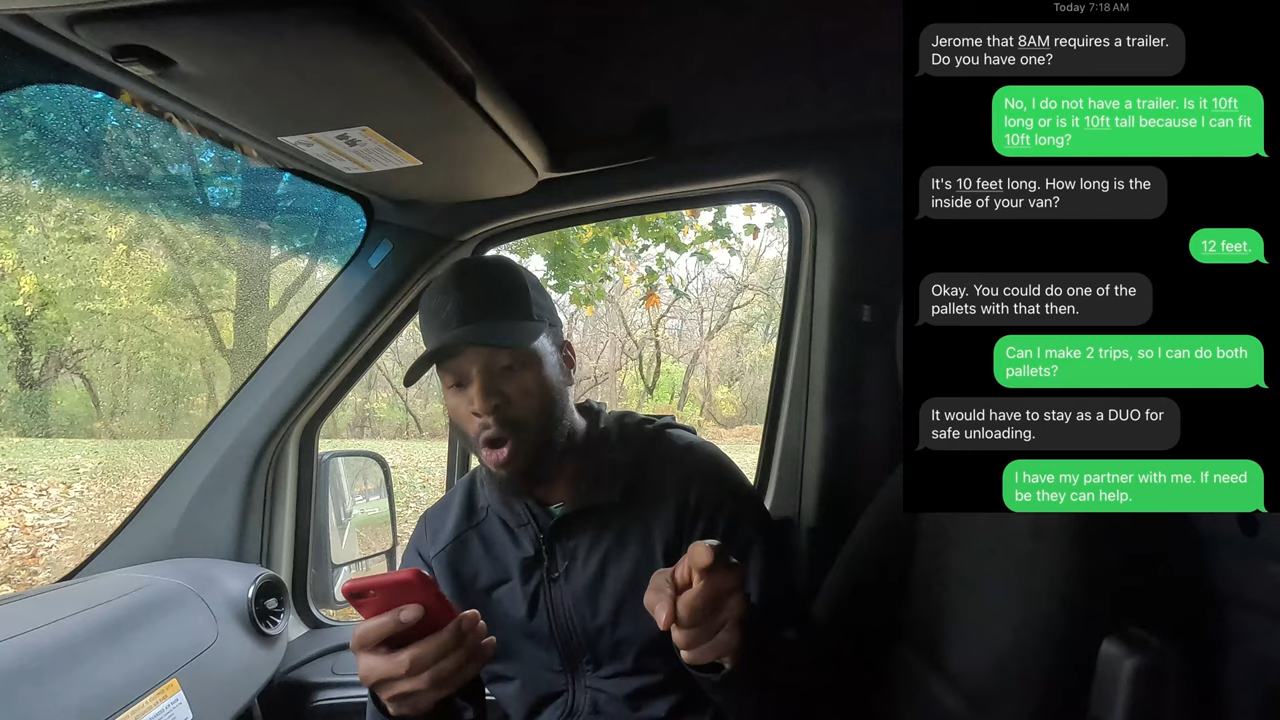 Today 7:18 AM
Jerome that 8AM requires a trailer.
Do you have one?
No, I do not have a trailer. Is it 10ft
long or is it 10ft tall because I can fit
10ft long?
It's 10 feet long. How long is the
inside of your van?
12 feet.
Okay. You could do one of the
pallets with that then.
Can I make 2 trips, so I can do both
pallets?
It would have to stay as a DUO for
safe unloading.
I have my partner with me. If need
be they can help.